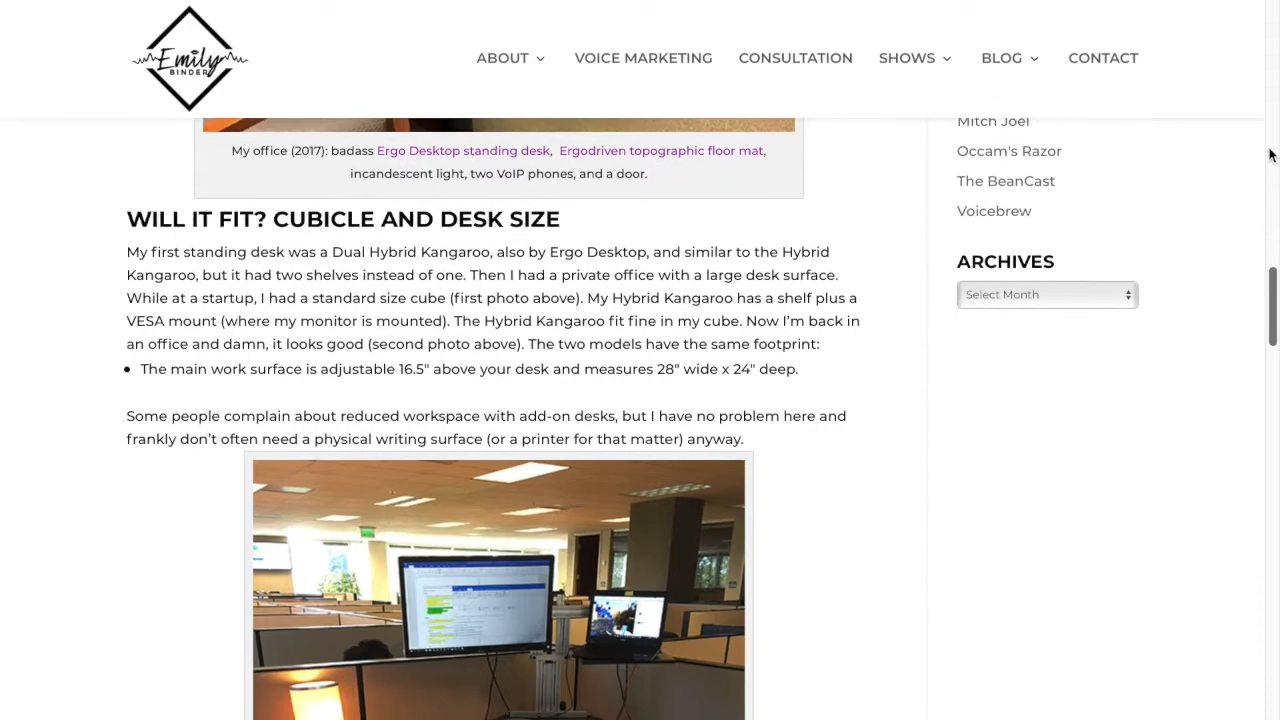 Emily
BINDER
ABOUT
VOICE MARKETING
CONSULTATION
SHOWS
BLOG
CONTACT
My office (2017): badass Ergo Desktop standing desk, Ergodriven topographic floor mat,
incandescent light, two VoIP phones, and a door.
WILL IT FIT? CUBICLE AND DESK SIZE
My first standing desk was a Dual Hybrid Kangaroo, also by Ergo Desktop, and similar to the Hybrid
Kangaroo, but it had two shelves instead of one. Then I had a private office with a large desk surface.
While at a startup, I had a standard size cube (first photo above). My Hybrid Kangaroo has a shelf plus a
VESA mount (where my monitor is mounted). The Hybrid Kangaroo fit fine in my cube. Now I’m back in
an office and damn, it looks good (second photo above). The two models have the same footprint:
• The main work surface is adjustable 16.5" above your desk and measures 28" wide x 24" deep.
Some people complain about reduced workspace with add-on desks, but I have no problem here and
frankly don’t often need a physical writing surface (or a printer for that matter) anyway.
Mitch Joel
Occam's Razor
The BeanCast
Voicebrew
ARCHIVES
Select Month